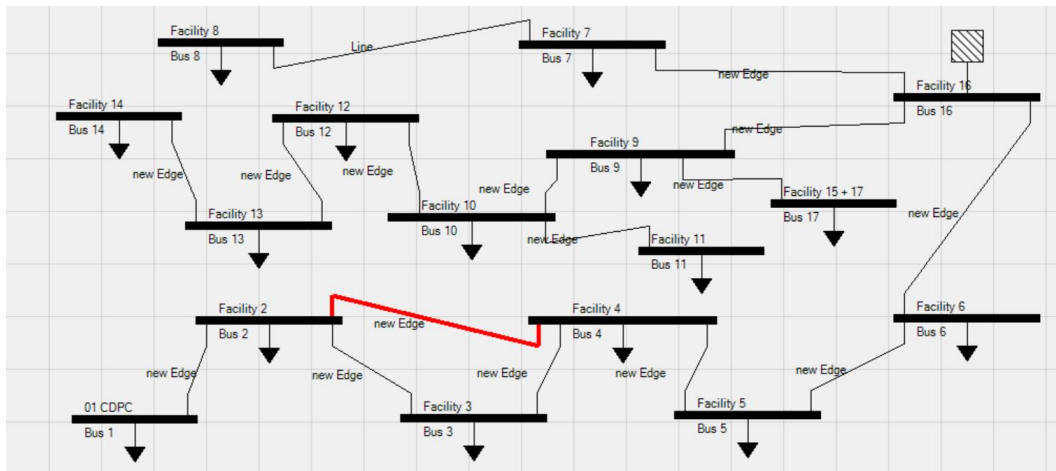 Facility 8
Bus 8
Line
Facility 7
Bus 7
new Edge
Facility 16
Bus 16
Facility 14
Bus 14
Facility 12
Bus 12
new Edge
Facility 9
Bus 9
new Edge
new Edge
new Edge
new Edge
new Edge
Facility 15 + 17
Bus 17
Facility 13
Bus 13
Facility 10
Bus 10
new Edge
new Edge
Facility 11
Bus 11
Facility 2
Bus 2
new Edge
Facility 4
Bus 4
Facility 6
Bus 6
new Edge
new Edge
new Edge
new Edge
new Edge
01 CDPC
Bus 1
Facility 3
Bus 3
Facility 5
Bus 5